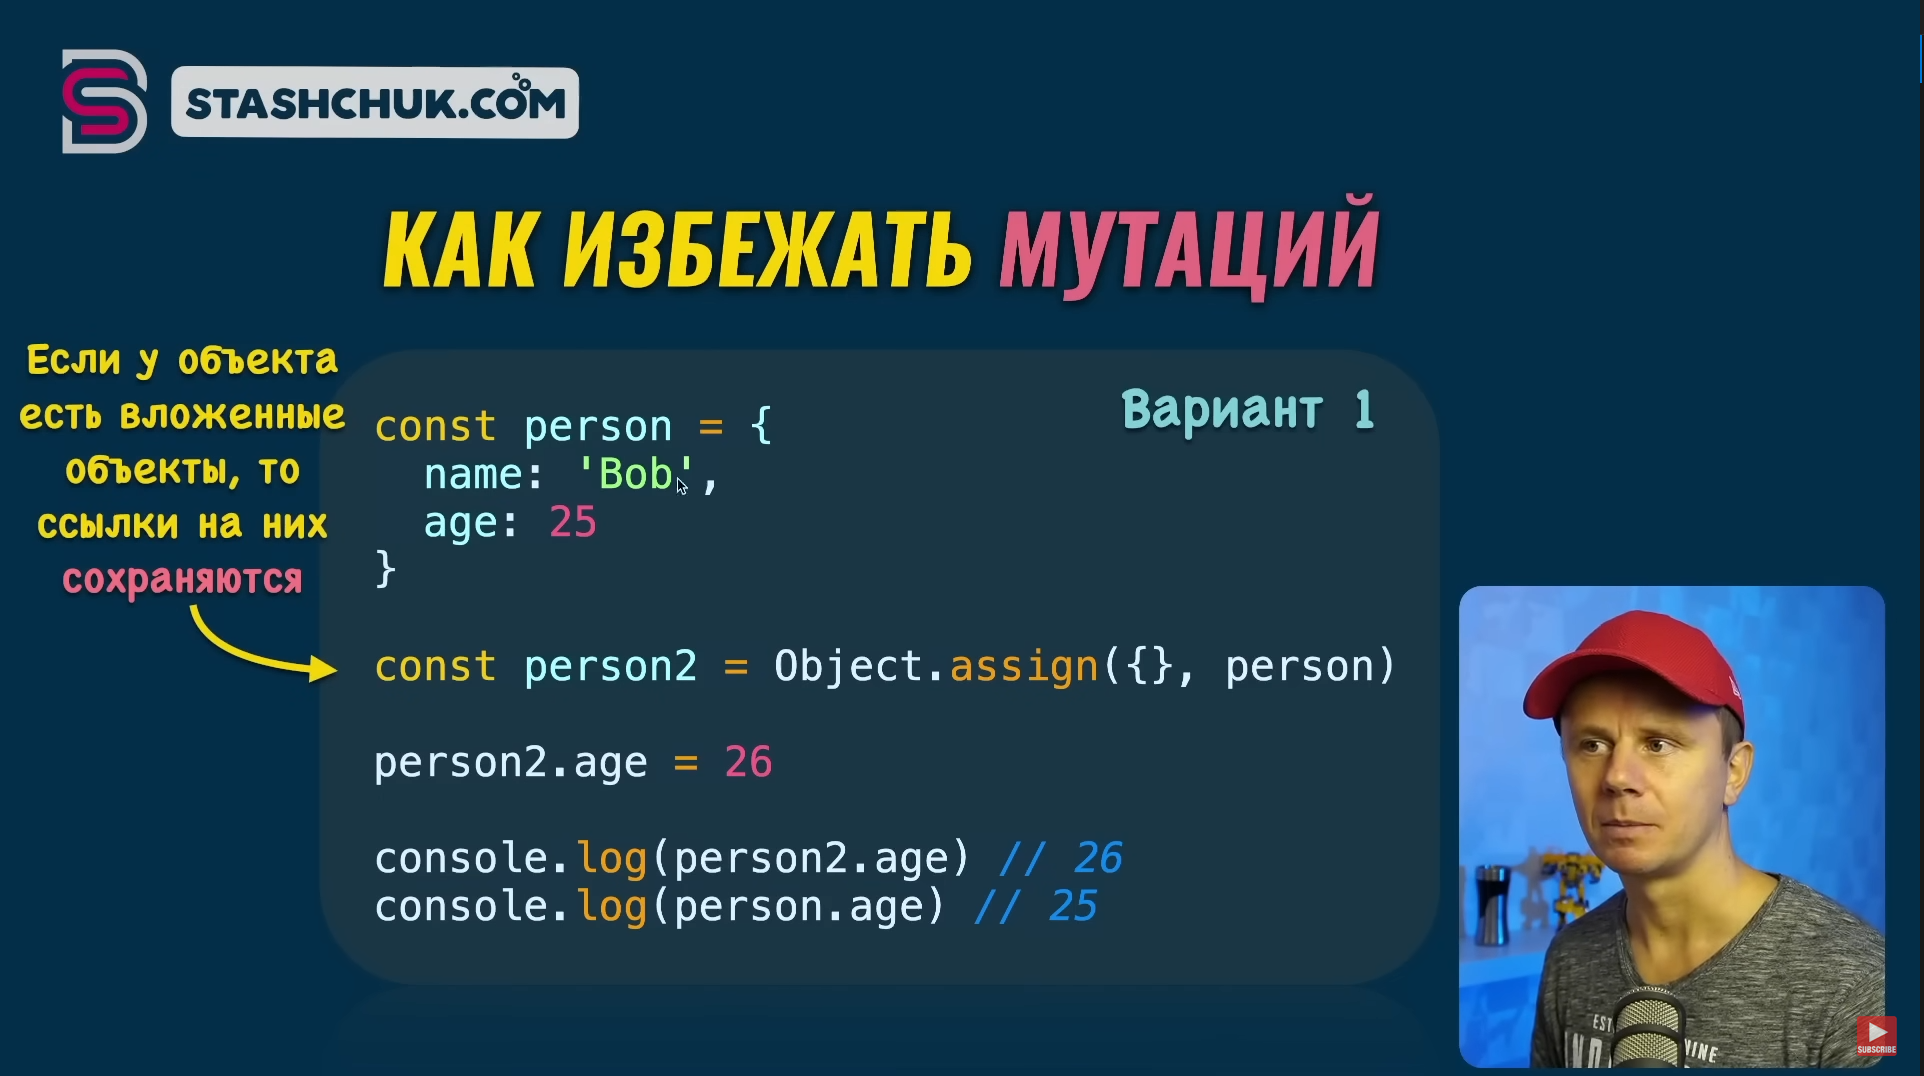 STASHCHUK.COM
КАК ИЗБЕЖАТЬ МУТАЦИЙ
Если у объекта
есть вложенные
объекты, то
ссылки на них
сохраняются
Вариант 1
const person = {
  name: 'Bob',
  age: 25
}
const person2 = Object.assign({}, person)
person2.age = 26
console.log(person2.age) // 26
console.log(person.age) // 25
EST
SUBSCRIBE